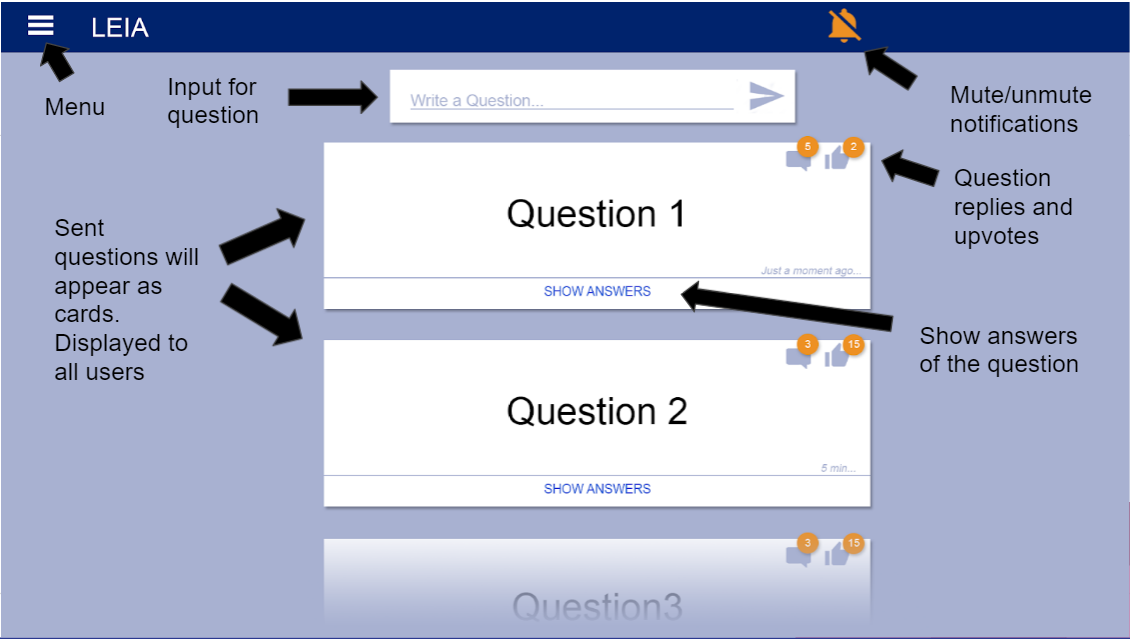 LEIA
Menu
Input for
question
Write a Question...
Mute/unmute
notifications
5
2
Question 1
Question
replies and
upvotes
Just a moment ago...
SHOW ANSWERS
Sent
questions will
appear as
cards.
Displayed to
all users
Show answers
of the question
3
15
Question 2
5 min...
SHOW ANSWERS
3
15
Question3